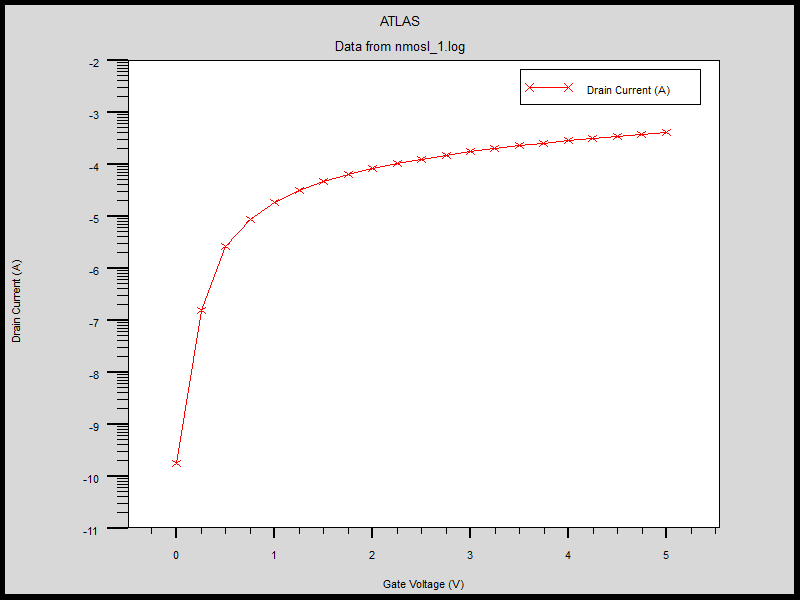 ATLAS
Data from nmosl_1.log
Drain Current (A)
-2
-3
-4
-5
-6
-7
-8
-9
-10
-11
Drain Current (A)
0 1 2 3 4 5
Gate Voltage (V)